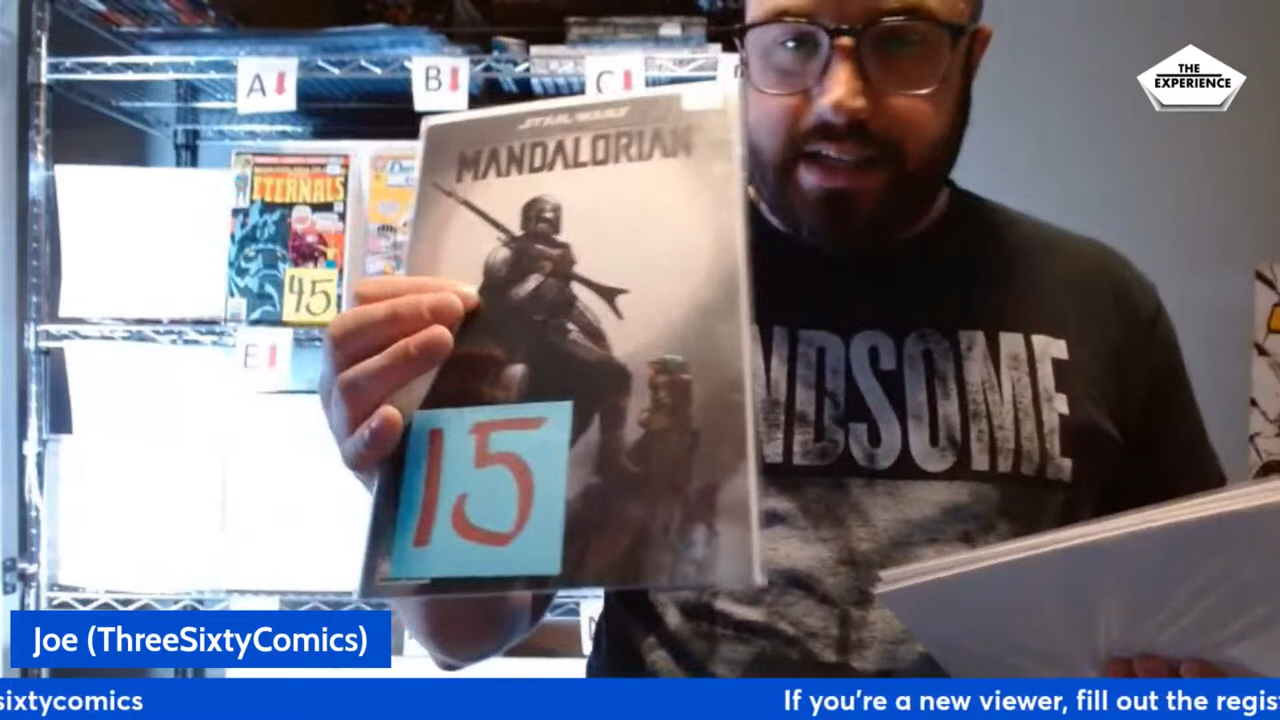 A
B
C
THE
EXPERIENCE
STAR WARS
MANDALORIAN
ETERNALS
45
E
NDSOME
15
Joe (ThreeSixtyComics)
sixtycomics
If you're a new viewer, fill out the regis